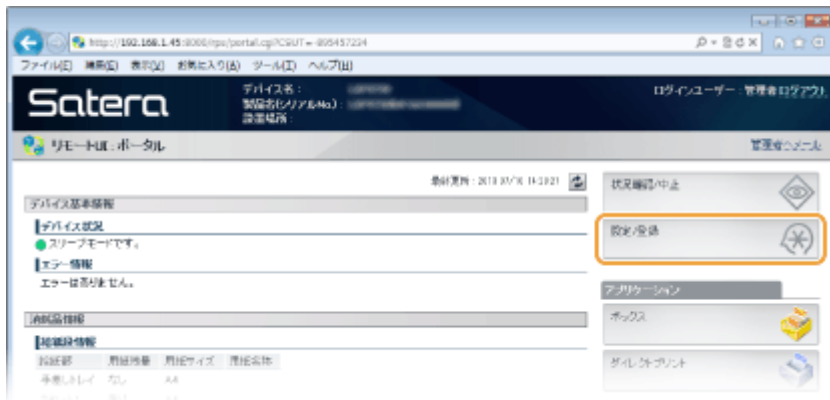 http://192.168.1.45:8000/rps/portal.cgi?CSUT=-895457224
ファイル(F) 編集(E) 表示(V) お気に入り(A) ツール(T) ヘルプ(H)
Satera
デバイス名 :
製品名(シリアルNo.) :
設置場所 :
ログインユーザー : 管理者 ログアウト
リモートUI : ポータル
管理者へメール
最終更新 :
デバイス基本情報
デバイス状況
スリープモードです。
エラー情報
エラーはありません。
消耗品情報
給紙段情報
給紙部 用紙残量 用紙サイズ 用紙名称
手差しトレイ なし A4
状況確認/中止
設定/登録
アプリケーション
ボックス
ダイレクトプリント